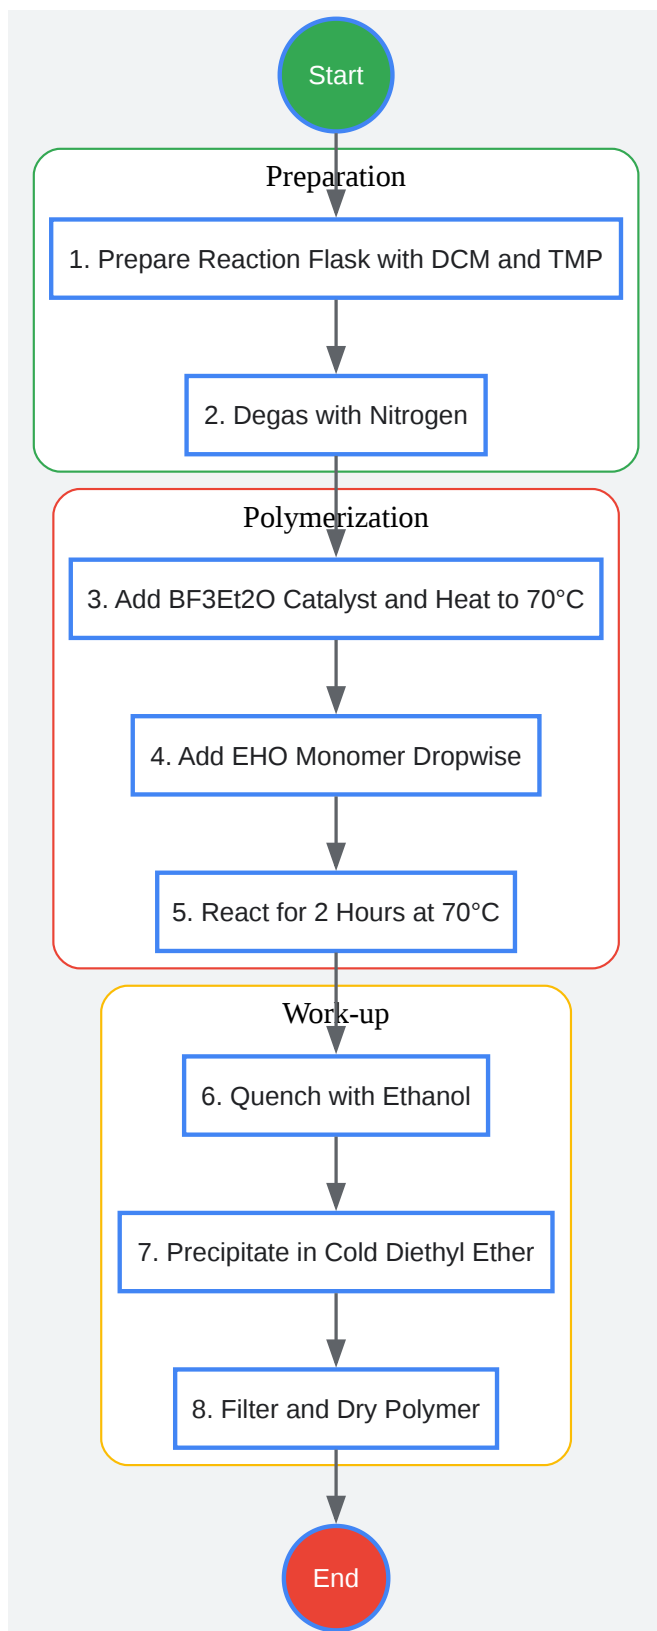 Start
Preparation
1. Prepare Reaction Flask with DCM and TMP
2. Degas with Nitrogen
Polymerization
3. Add BF3Et2O Catalyst and Heat to 70°C
4. Add EHO Monomer Dropwise
5. React for 2 Hours at 70°C
Work-up
6. Quench with Ethanol
7. Precipitate in Cold Diethyl Ether
8. Filter and Dry Polymer
End